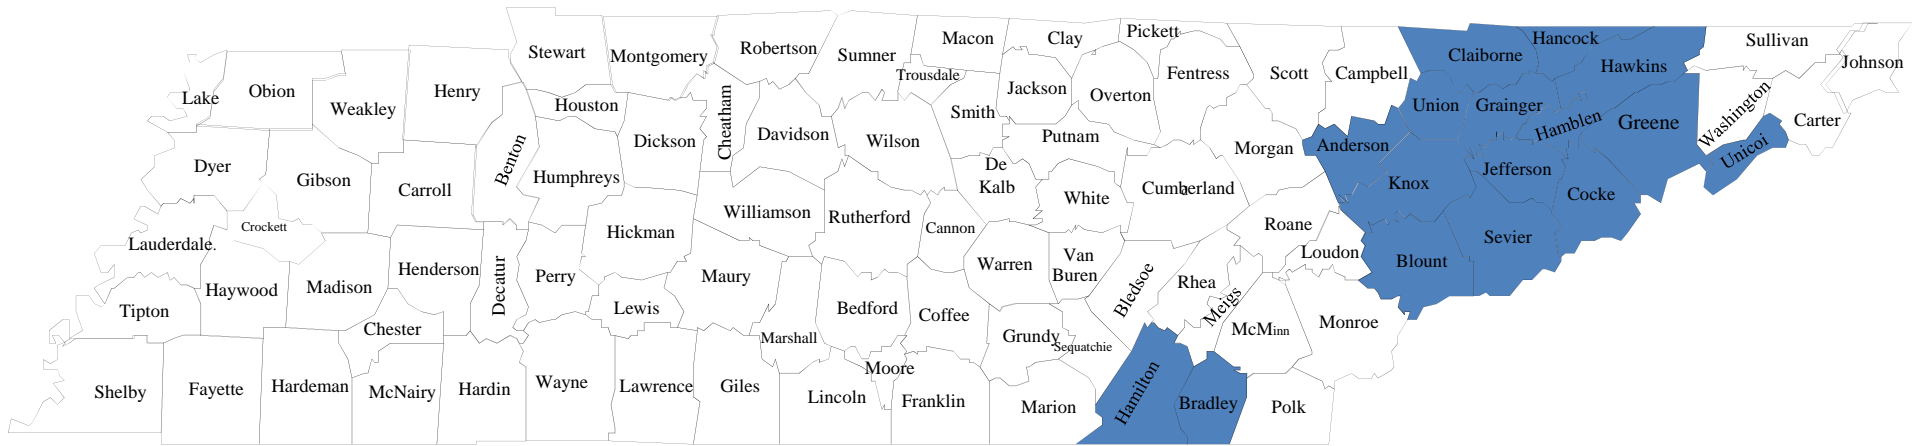 Stewart
Montgomery
Robertson
Sumner
Macon
Clay
Pickett
Hancock
Sullivan
Trousdale
Fentress
Scott
Campbell
Claiborne
Hawkins
Johnson
Lake
Obion
Weakley
Henry
Houston
Cheatham
Smith
Jackson
Overton
Union
Grainger
Hamblen
Greene
Washington
Carter
Dickson
Davidson
Wilson
Putnam
Morgan
Anderson
Unicoi
Dyer
Gibson
Carroll
Benton
Humphreys
De
Kalb
White
Cumberland
Knox
Jefferson
Cocke
Lauderdale.
Crockett
Hickman
Williamson
Rutherford
Cannon
Roane
Loudon
Sevier
Blount
Haywood
Madison
Henderson
Decatur
Perry
Maury
Warren
Van
Buren
Bledsoe
Rhea
Meigs
Tipton
Chester
Lewis
Marshall
Bedford
Coffee
Grundy
Sequatchie
McMinn
Monroe
Shelby
Fayette
Hardeman
McNairy
Hardin
Wayne
Lawrence
Giles
Lincoln
Moore
Franklin
Marion
Hamilton
Bradley
Polk